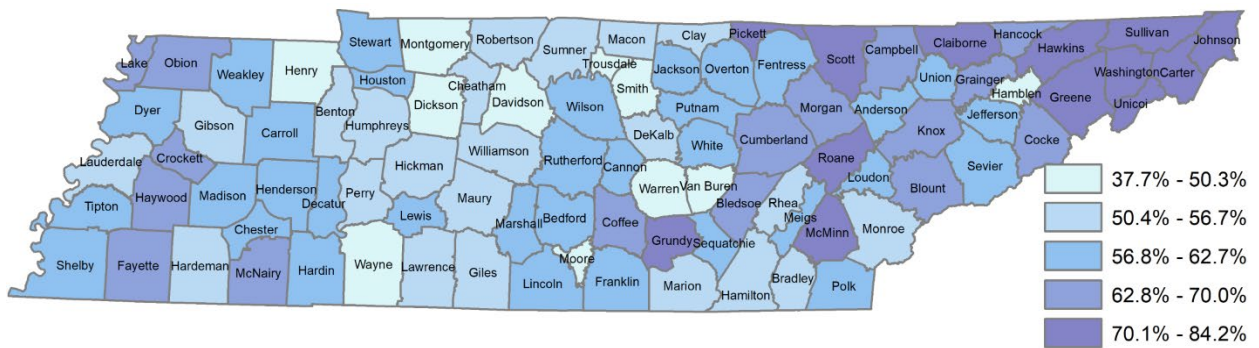 Stewart
Montgomery
Robertson
Sumner
Macon
Clay
Pickett
Scott
Campbell
Claiborne
Hancock
Hawkins
Sullivan
Johnson
Lake
Obion
Weakley
Henry
Houston
Cheatham
Trousdale
Smith
Jackson
Overton
Fentress
Union
Grainger
Hamblen
Washington
Carter
Greene
Unicoi
Dyer
Gibson
Carroll
Benton
Humphreys
Dickson
Davidson
Wilson
Putnam
Morgan
Anderson
Jefferson
Cocke
DeKalb
White
Cumberland
Knox
Roane
Sevier
Lauderdale
Crockett
Hickman
Williamson
Rutherford
Cannon
Loudon
Blount
Haywood
Madison
Henderson
Decatur
Perry
Maury
Warren
Van Buren
Bledsoe
Rhea
Meigs
McMinn
Monroe
Tipton
Chester
Lewis
Marshall
Bedford
Coffee
Grundy
Sequatchie
Shelby
Fayette
Hardeman
McNairy
Hardin
Wayne
Lawrence
Giles
Lincoln
Moore
Franklin
Marion
Hamilton
Bradley
Polk
37.7% - 50.3%
50.4% - 56.7%
56.8% - 62.7%
62.8% - 70.0%
70.1% - 84.2%